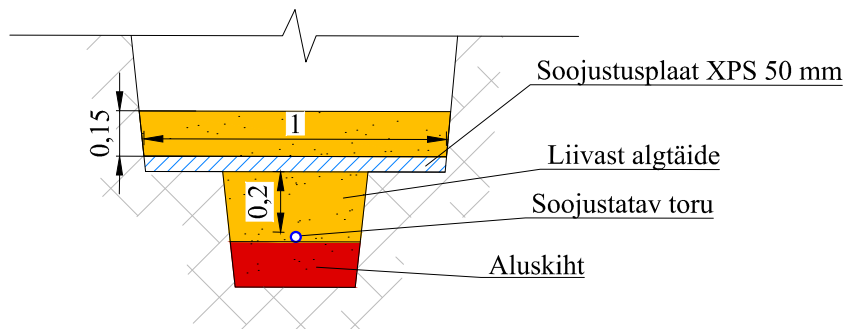 Soojustusplaat XPS 50 mm
0,15
1
Liivast algtäide
0,2
Soojustatav toru
Aluskiht